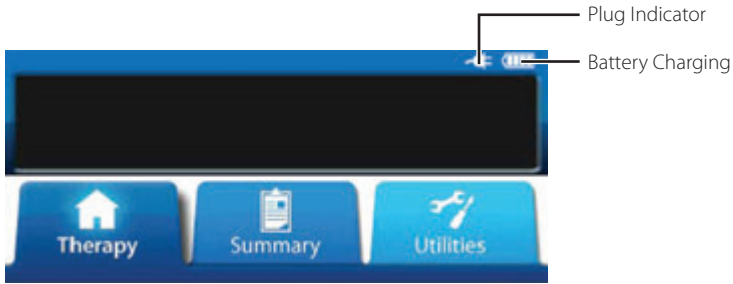 Plug Indicator
Battery Charging
Therapy
Summary
Utilities